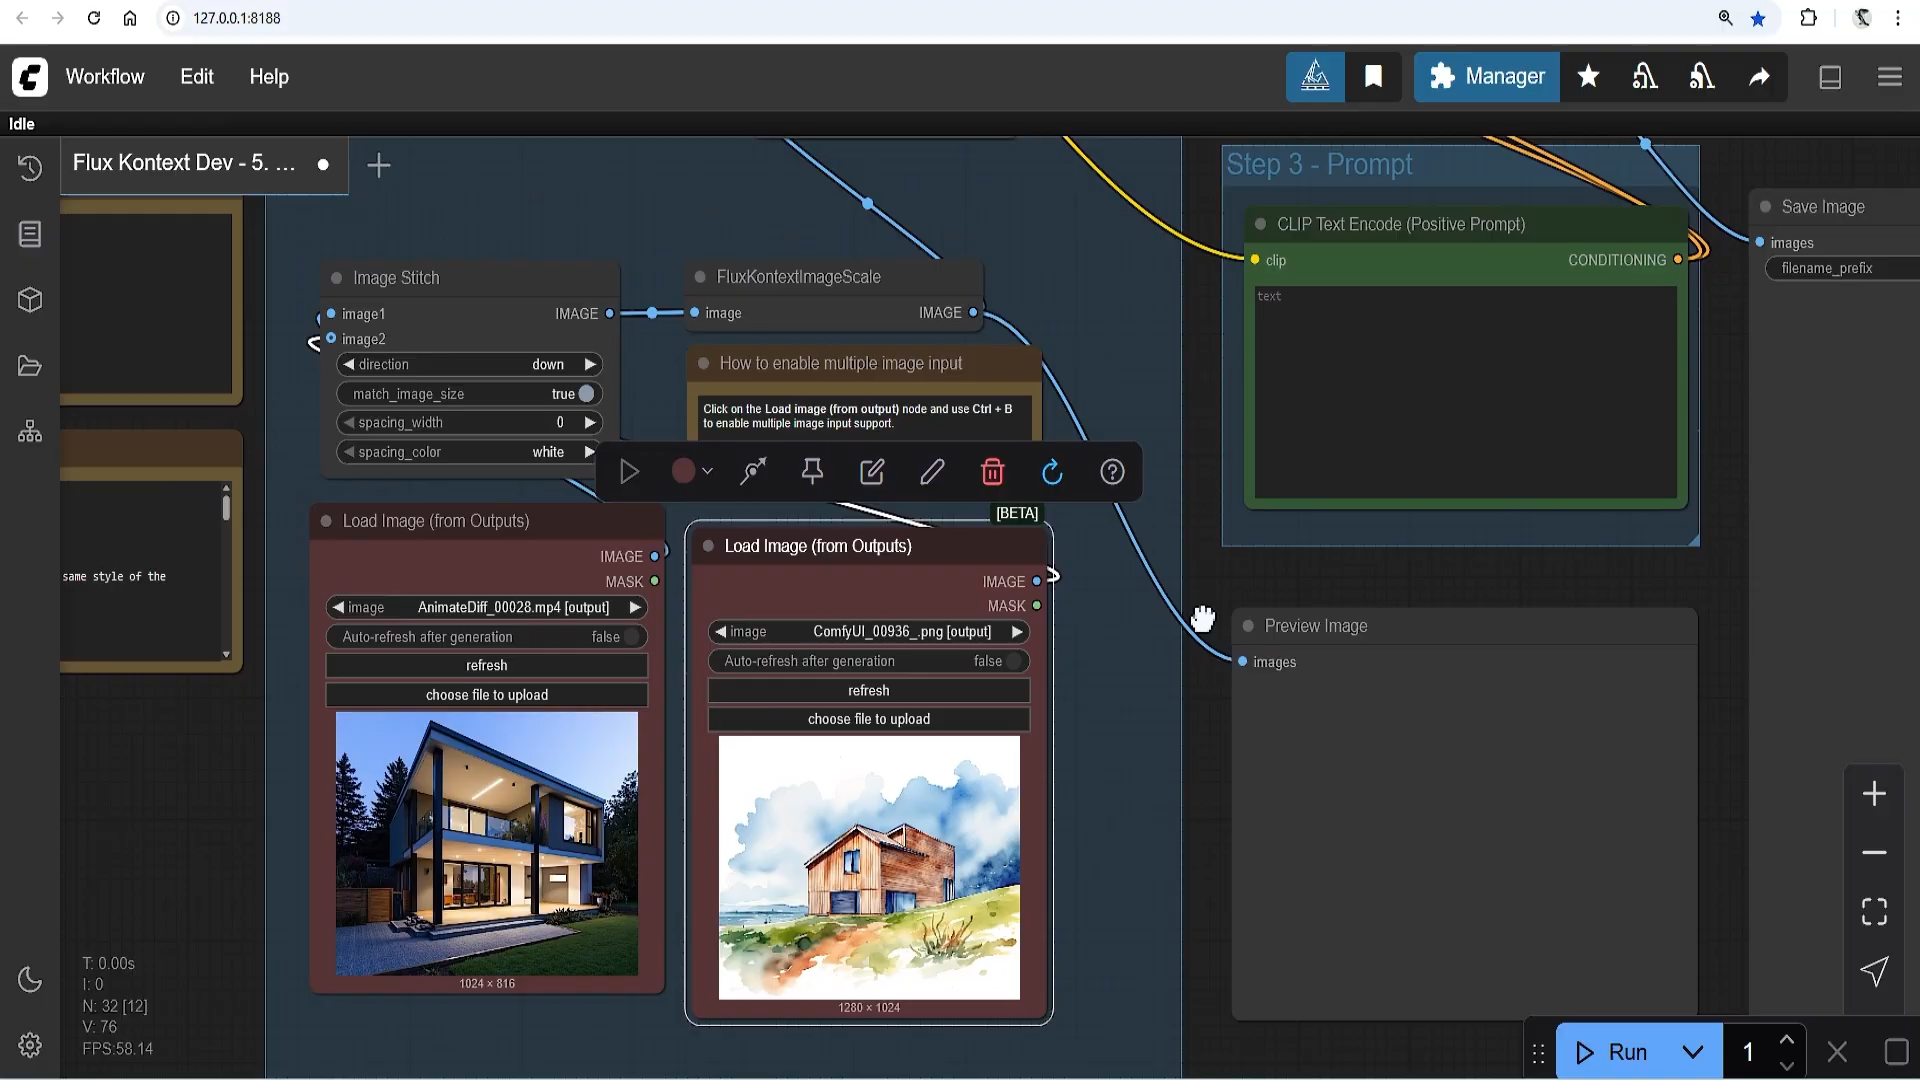 127.0.0.1:8188
Workflow
Edit
Help
Manager
Idle
Flux Kontext Dev - 5. ...
Step 3 - Prompt
CLIP Text Encode (Positive Prompt)
clip
CONDITIONING
text
Save Image
images
filename_prefix
Image Stitch
image1
IMAGE
image2
direction
down
match_image_size
true
spacing_width
0
spacing_color
white
FluxKontextImageScale
image
IMAGE
How to enable multiple image input
Click on the Load image (from output) node and use Ctrl + B
to enable multiple image input support.
[BETA]
same style of the
Load Image (from Outputs)
IMAGE
MASK
image
AnimateDiff_00028.mp4 [output]
Auto-refresh after generation
false
refresh
choose file to upload
1024 × 816
Load Image (from Outputs)
IMAGE
MASK
image
ComfyUI_00936_.png [output]
Auto-refresh after generation
false
refresh
choose file to upload
1280 × 1024
Preview Image
images
T: 0.00s
I: 0
N: 32 [12]
V: 76
FPS:58.14
Run
1